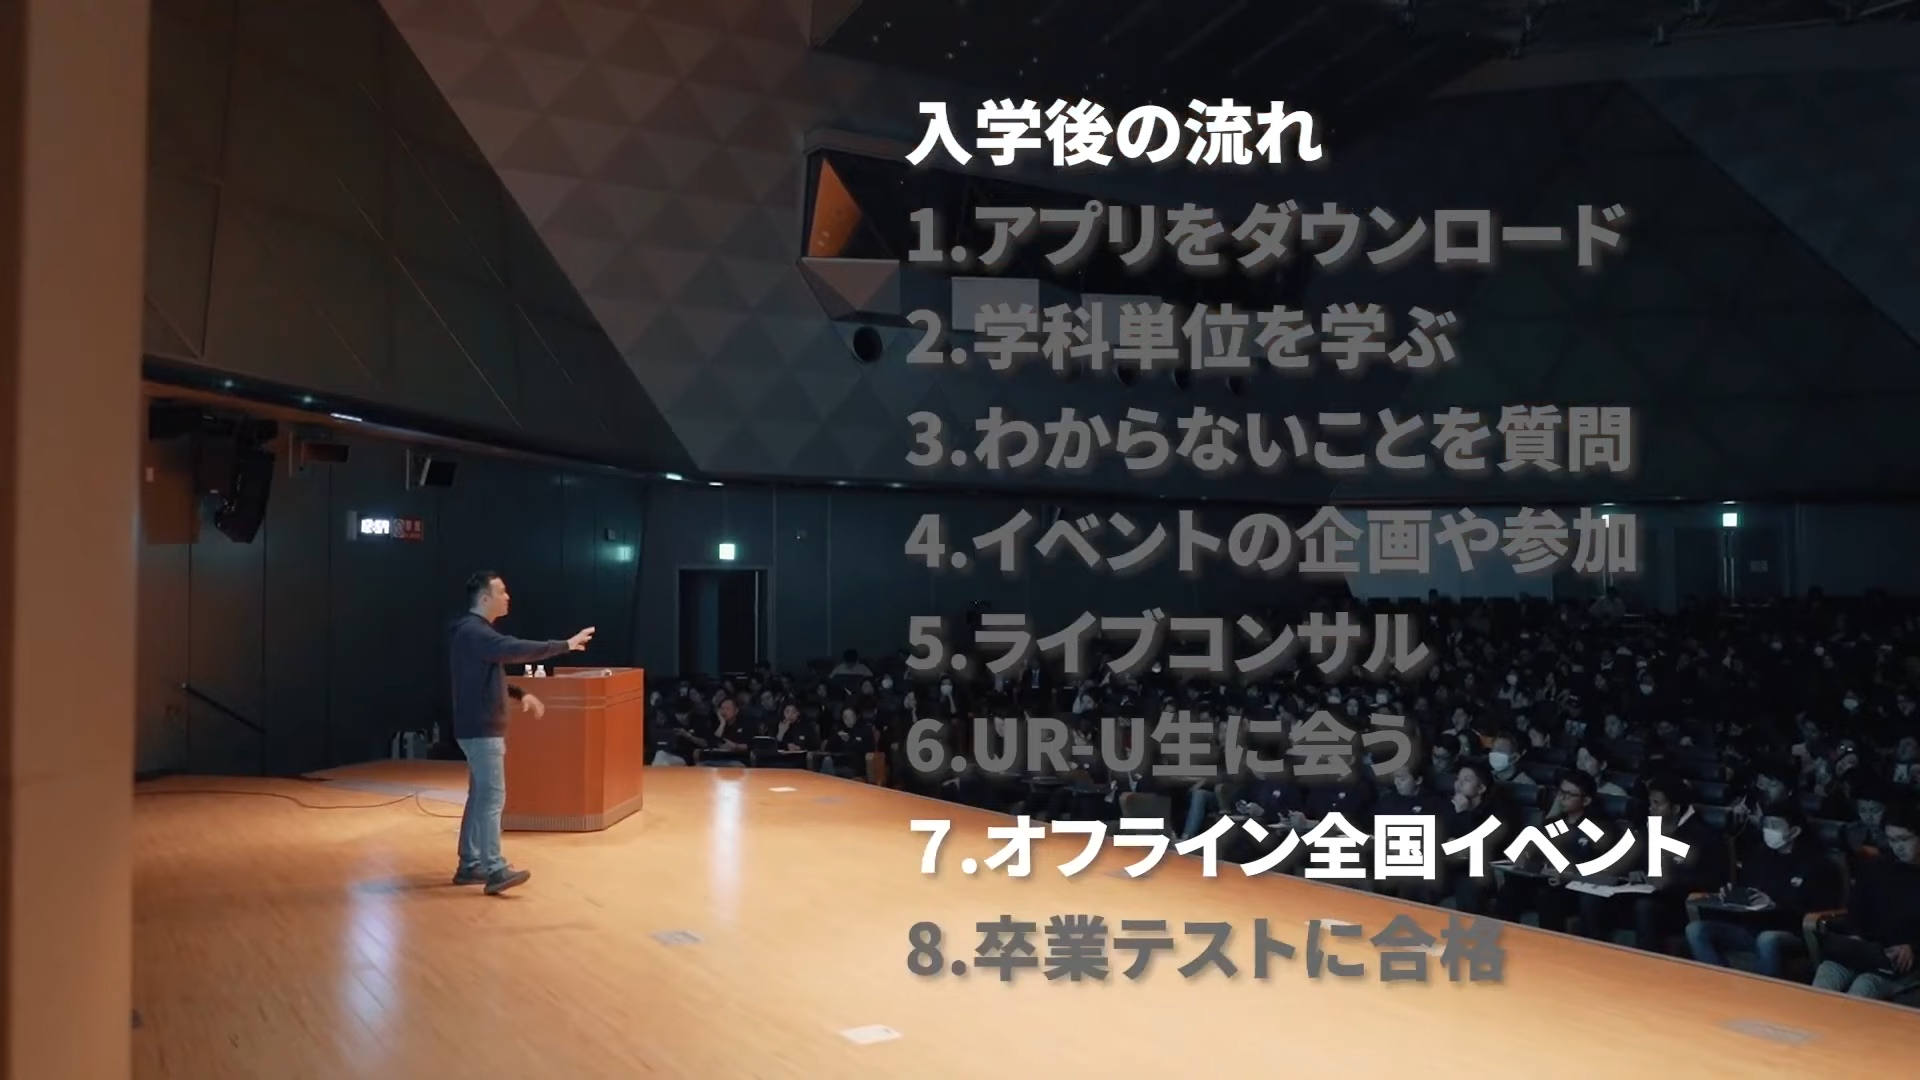 入学後の流れ
1.アプリをダウンロード
2.学科単位を学ぶ
3.わからないことを質問
4.イベントの企画や参加
5.ライブコンサル
6.UR-U生に会う
7.オフライン全国イベント
8.卒業テストに合格